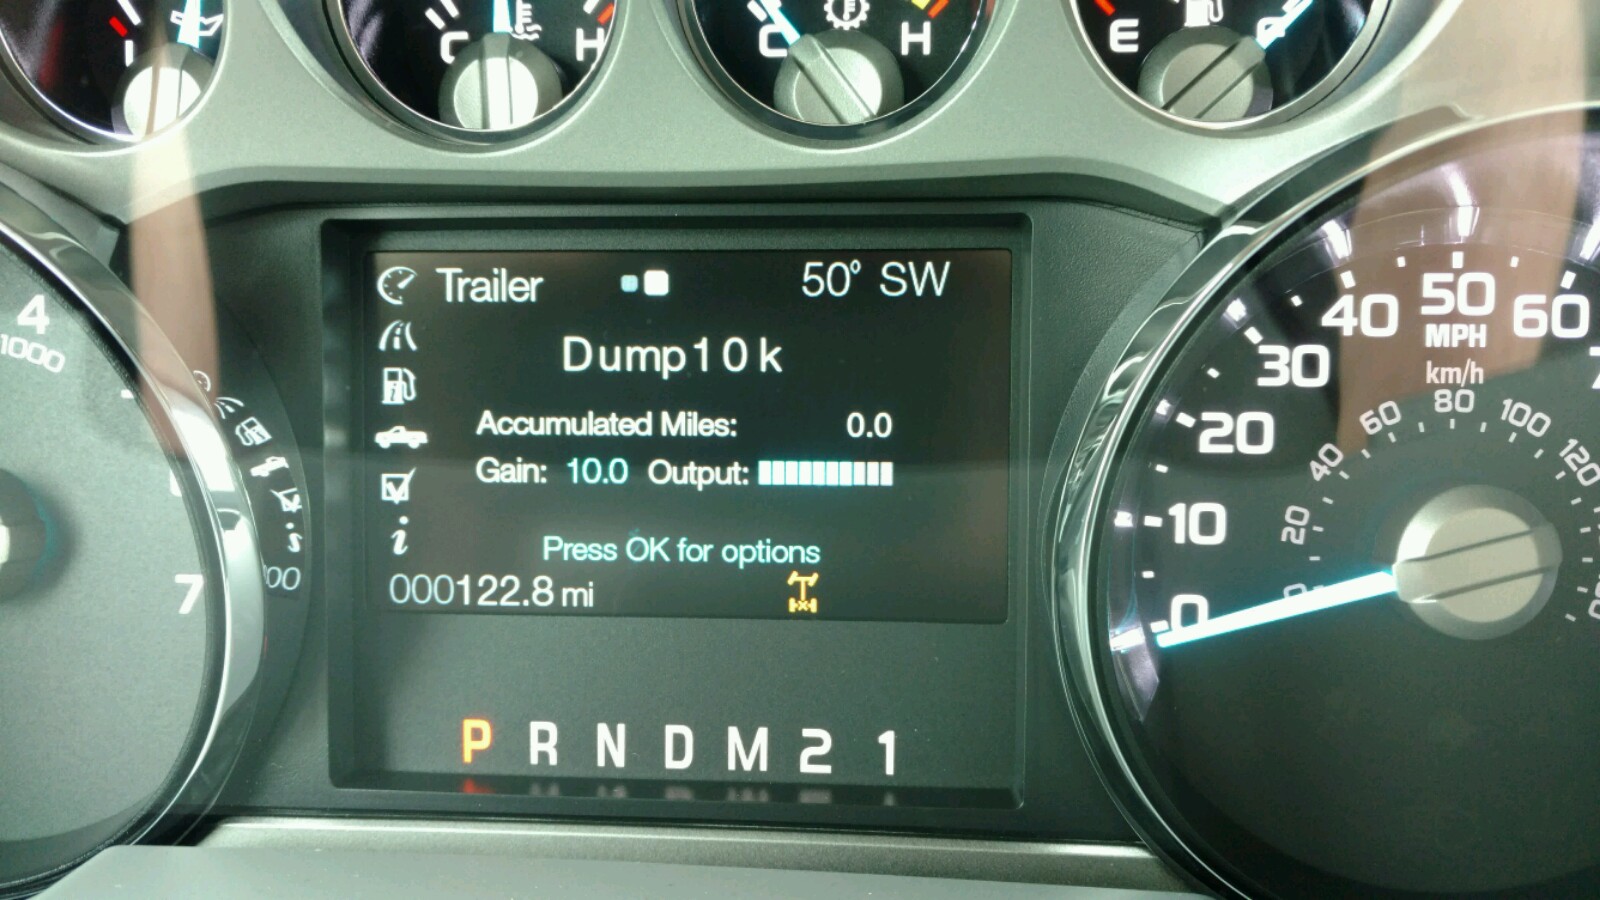 C H
C H
E
Trailer 50° SW
Dump10k
Accumulated Miles: 0.0
Gain: 10.0 Output:
Press OK for options
000122.8 mi
P R N D M 2 1
4
1000
7
0 10 20 30 40 50 60
MPH
km/h
0 20 40 60 80 100 120